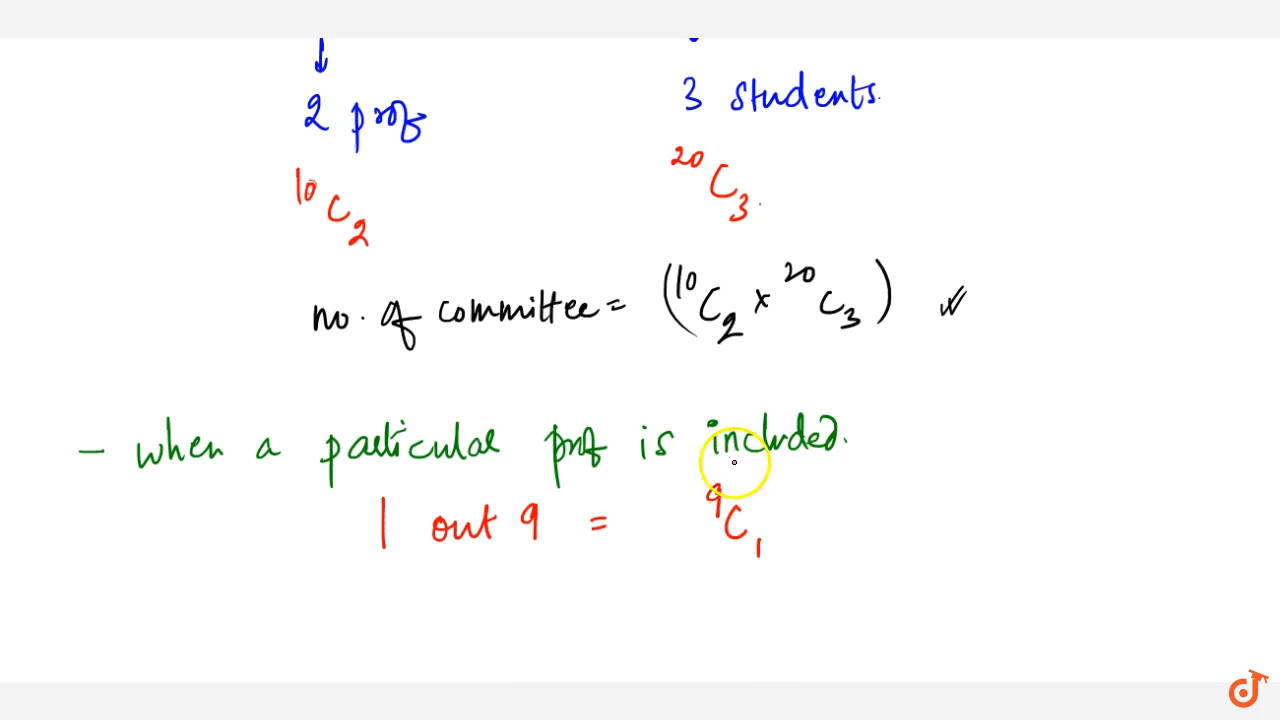 2 prof 3 students.
¹⁰C₂ ²⁰C₃.
no. of committee = (¹⁰C₂ × ²⁰C₃)
- when a particular prof is included.
1 out 9 = ⁹C₁